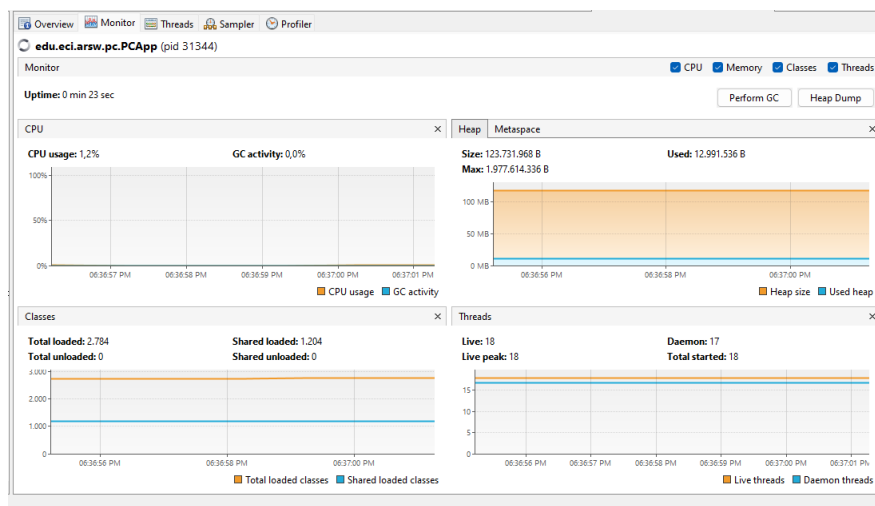 Overview Monitor Threads Sampler Profiler
edu.eci.arsw.pc.PCApp (pid 31344)
Monitor CPU Memory Classes Threads
Uptime: 0 min 23 sec
Perform GC Heap Dump
CPU ×
CPU usage: 1,2% GC activity: 0,0%
100%
50%
0%
06:36:57 PM 06:36:58 PM 06:36:59 PM 06:37:00 PM 06:37:01 PM
CPU usage GC activity
Heap Metaspace ×
Size: 123.731.968 B Used: 12.991.536 B
Max: 1.977.614.336 B
100 MB
50 MB
0 MB
06:36:56 PM 06:36:58 PM 06:37:00 PM
Heap size Used heap
Classes ×
Total loaded: 2.784 Shared loaded: 1.204
Total unloaded: 0 Shared unloaded: 0
3.000
2.000
1.000
0
06:36:56 PM 06:36:58 PM 06:37:00 PM
Total loaded classes Shared loaded classes
Threads ×
Live: 18 Daemon: 17
Live peak: 18 Total started: 18
15
10
5
0
06:36:56 PM 06:36:57 PM 06:36:58 PM 06:36:59 PM 06:37:00 PM 06:37:01 PM
Live threads Daemon threads